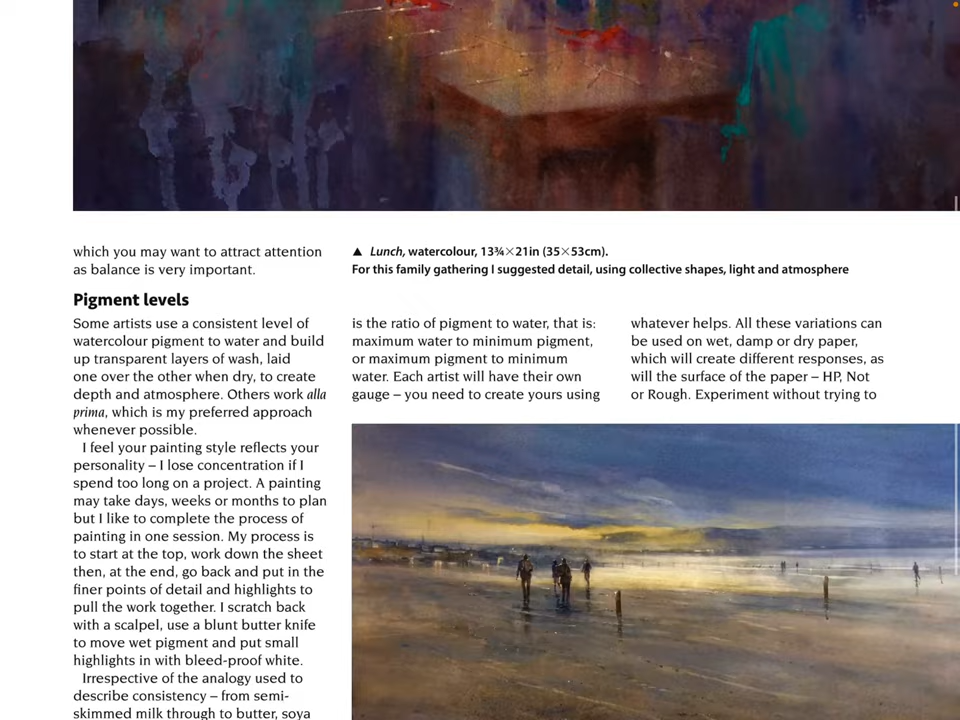 which you may want to attract attention
as balance is very important.
Pigment levels
Some artists use a consistent level of
watercolour pigment to water and build
up transparent layers of wash, laid
one over the other when dry, to create
depth and atmosphere. Others work alla
prima, which is my preferred approach
whenever possible.
I feel your painting style reflects your
personality – I lose concentration if I
spend too long on a project. A painting
may take days, weeks or months to plan
but I like to complete the process of
painting in one session. My process is
to start at the top, work down the sheet
then, at the end, go back and put in the
finer points of detail and highlights to
pull the work together. I scratch back
with a scalpel, use a blunt butter knife
to move wet pigment and put small
highlights in with bleed-proof white.
Irrespective of the analogy used to
describe consistency – from semi-
skimmed milk through to butter, soya
▲ Lunch, watercolour, 13¾×21in (35×53cm).
For this family gathering I suggested detail, using collective shapes, light and atmosphere
is the ratio of pigment to water, that is:
maximum water to minimum pigment,
or maximum pigment to minimum
water. Each artist will have their own
gauge – you need to create yours using
whatever helps. All these variations can
be used on wet, damp or dry paper,
which will create different responses, as
will the surface of the paper – HP, Not
or Rough. Experiment without trying to